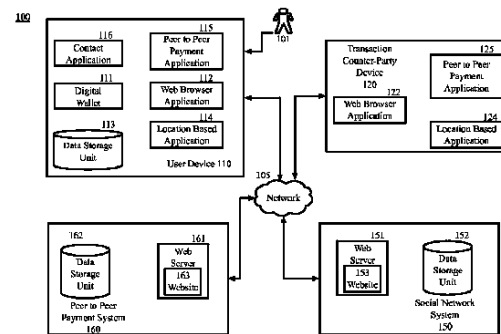 100
101
116
Contact
Application
115
Peer to Peer
Payment
Application
111
Digital
Wallet
112
Web Browser
Application
113
Data Storage
Unit
114
Location Based
Application
User Device 110
Transaction
Counter-Party
Device
120
125
Peer to Peer
Payment
Application
122
Web Browser
Application
124
Location Based
Application
105
Network
162
Data
Storage
Unit
161
Web
Server
163
Website
Peer to Peer
Payment System
160
151
Web
Server
153
Website
152
Data
Storage
Unit
Social Network
System
150